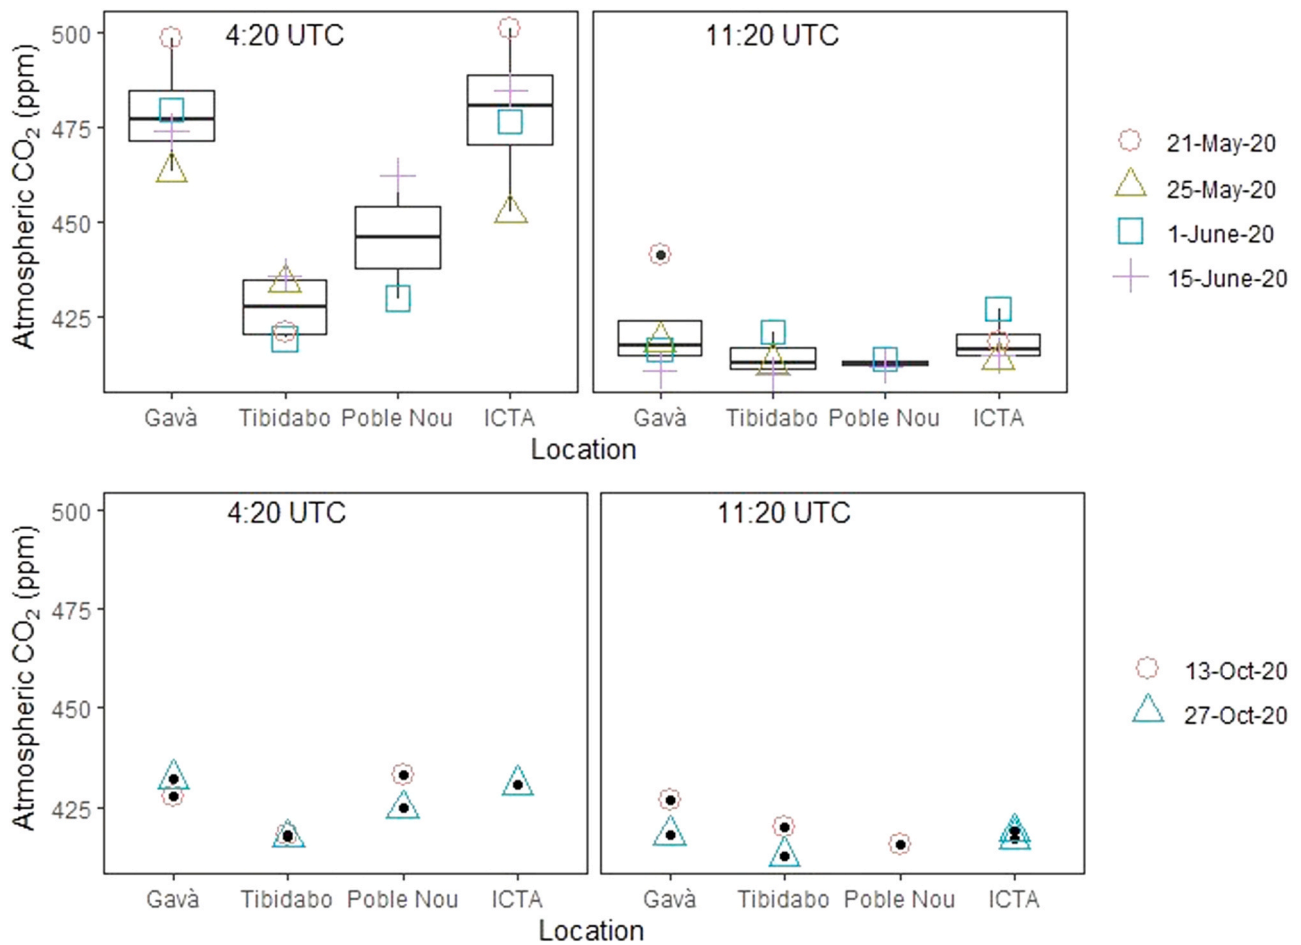 4:20 UTC
11:20 UTC
Atmospheric CO₂ (ppm)
500
475
450
425
Gavà Tibidabo Poble Nou ICTA
Gavà Tibidabo Poble Nou ICTA
Location
21-May-20
25-May-20
1-June-20
15-June-20
4:20 UTC
11:20 UTC
Atmospheric CO₂ (ppm)
500
475
450
425
Gavà Tibidabo Poble Nou ICTA
Gavà Tibidabo Poble Nou ICTA
Location
13-Oct-20
27-Oct-20